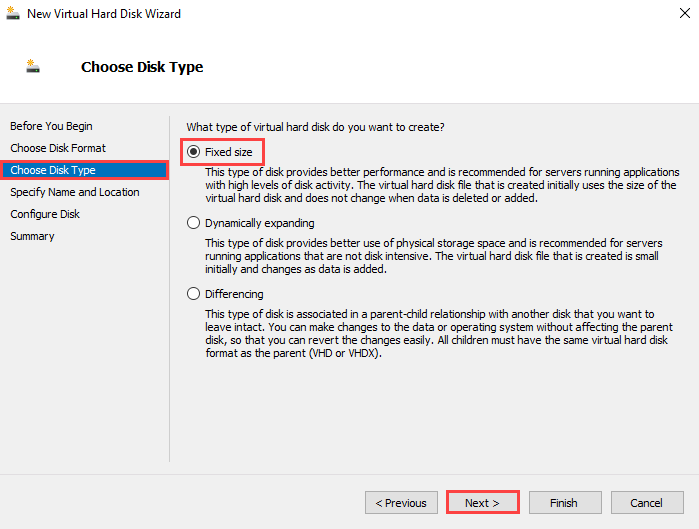 New Virtual Hard Disk Wizard
Choose Disk Type
Before You Begin
Choose Disk Format
Choose Disk Type
Specify Name and Location
Configure Disk
Summary
What type of virtual hard disk do you want to create?
Fixed size
This type of disk provides better performance and is recommended for servers running applications
with high levels of disk activity. The virtual hard disk file that is created initially uses the size of the
virtual hard disk and does not change when data is deleted or added.
Dynamically expanding
This type of disk provides better use of physical storage space and is recommended for servers
running applications that are not disk intensive. The virtual hard disk file that is created is small
initially and changes as data is added.
Differencing
This type of disk is associated in a parent-child relationship with another disk that you want to
leave intact. You can make changes to the data or operating system without affecting the parent
disk, so that you can revert the changes easily. All children must have the same virtual hard disk
format as the parent (VHD or VHDX).
< Previous
Next >
Finish
Cancel